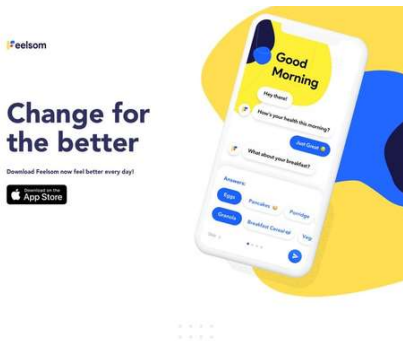 Feelsom
Change for
the better
Download Feelsom now feel better every day!
Download on the
App Store
Good
Morning
Hey there!
How's your health this morning?
Just Great
What about your breakfast?
Answers:
Eggs
Pancakes
Porridge
Granola
Breakfast Cereal
Veg